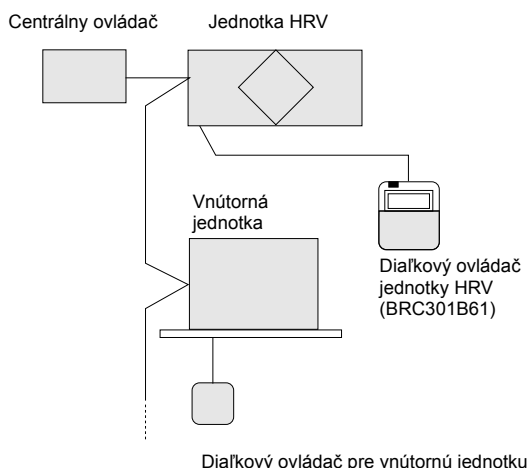 Centrálny ovládač
Jednotka HRV
Vnútorná
jednotka
Diaľkový ovládač
jednotky HRV
(BRC301B61)
Diaľkový ovládač pre vnútornú jednotku